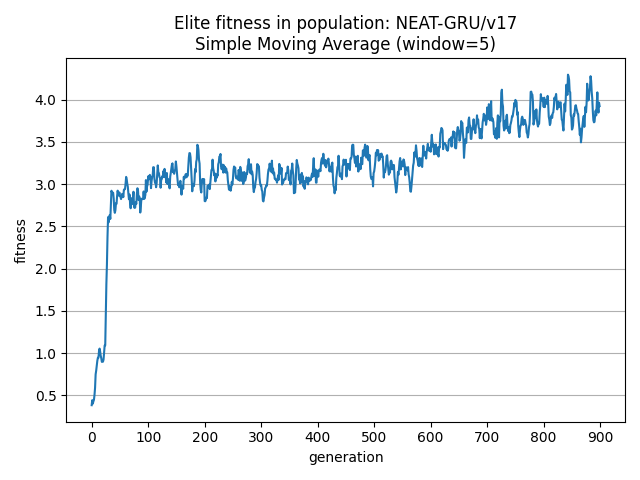 Elite fitness in population: NEAT-GRU/v17
Simple Moving Average (window=5)
fitness
4.0
3.5
3.0
2.5
2.0
1.5
1.0
0.5
0 100 200 300 400 500 600 700 800 900
generation